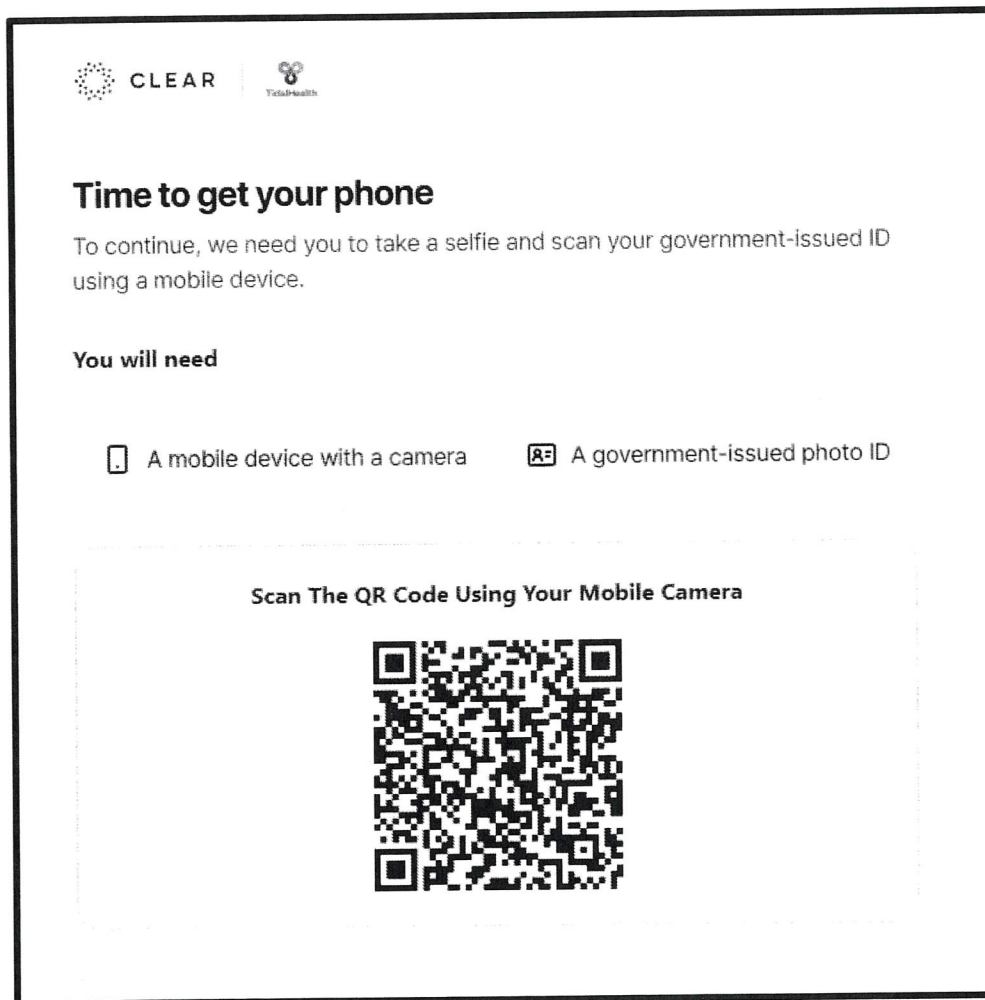 CLEAR
TidalHealth
Time to get your phone
To continue, we need you to take a selfie and scan your government-issued ID
using a mobile device.
You will need
A mobile device with a camera
A government-issued photo ID
Scan The QR Code Using Your Mobile Camera